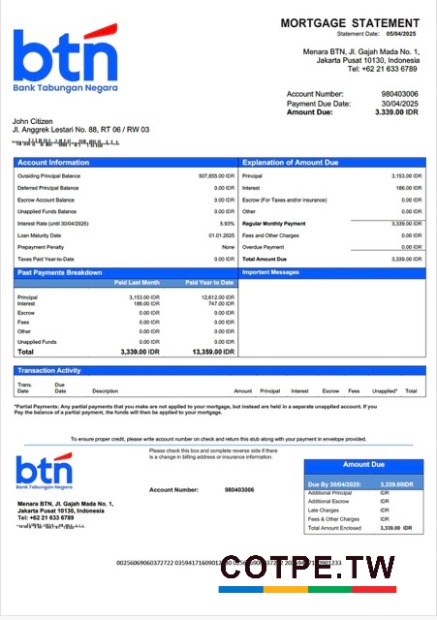 btn
Bank Tabungan Negara
MORTGAGE STATEMENT
Statement Date: 05/04/2025
Menara BTN, Jl. Gajah Mada No. 1,
Jakarta Pusat 10130, Indonesia
Tel: +62 21 633 6789
Account Number: 980403006
Payment Due Date: 30/04/2025
Amount Due: 3.339.00 IDR
John Citizen
Jl. Anggrek Lestari No. 88, RT 06 / RW 03
Account Information
Outsiding Principal Balance 507,855.00 IDR
Deferred Principal Balance 0.00 IDR
Escrow Account Balance 0.00 IDR
Unapplied Funds Balance 0.00 IDR
Interest Rate (until 30/04/2025) 5.93%
Loan Maturity Date 01.01.2025
Prepayment Penalty None
Taxes Paid Year-to-Date 0.00 IDR
Explanation of Amount Due
Principal 3,153.00 IDR
Interest 186.00 IDR
Escrow (For Taxes and/or insurance) 0.00 IDR
Other 0.00 IDR
Regular Monthly Payment 3,339.00 IDR
Fees and Other Charges 0.00 IDR
Overdue Payment 0.00 IDR
Total Amount Due 3,339.00 IDR
Past Payments Breakdown
Paid Last Month Paid Year to Date
Principal 3,153.00 IDR 12,612.00 IDR
Interest 186.00 IDR 747.00 IDR
Escrow 0.00 IDR 0.00 IDR
Fees 0.00 IDR 0.00 IDR
Other 0.00 IDR 0.00 IDR
Unapplied Funds 0.00 IDR 0.00 IDR
Total 3,339.00 IDR 13,359.00 IDR
Important Messages
Transaction Activity
Trans. Date Due Date Description Amount Principal Interest Escrow Fees Unapplied* Total
*Partial Payments: Any partial payments that you make are not applied to your mortgage, but instead are held in a separate unapplied account. If you
Pay the balance of a partial payment, the funds will then be applied to your mortgage.
To ensure proper credit, please write account number on check and return this stub along with your payment in envelope provided.
btn
Bank Tabungan Negara
Please check this box and complete reverse side if there
is a change in billing address or insurance information.
Menara BTN, Jl. Gajah Mada No. 1,
Jakarta Pusat 10130, Indonesia
Tel: +62 21 633 6789
Account Number: 980403006
Amount Due
Due By 30/04/2025: 3,339.00IDR
Additional Principal IDR
Additional Escrow IDR
Late Charges IDR
Fees & Other Charges IDR
Total Amount Enclosed 3,339.00 IDR
COTPE.TW